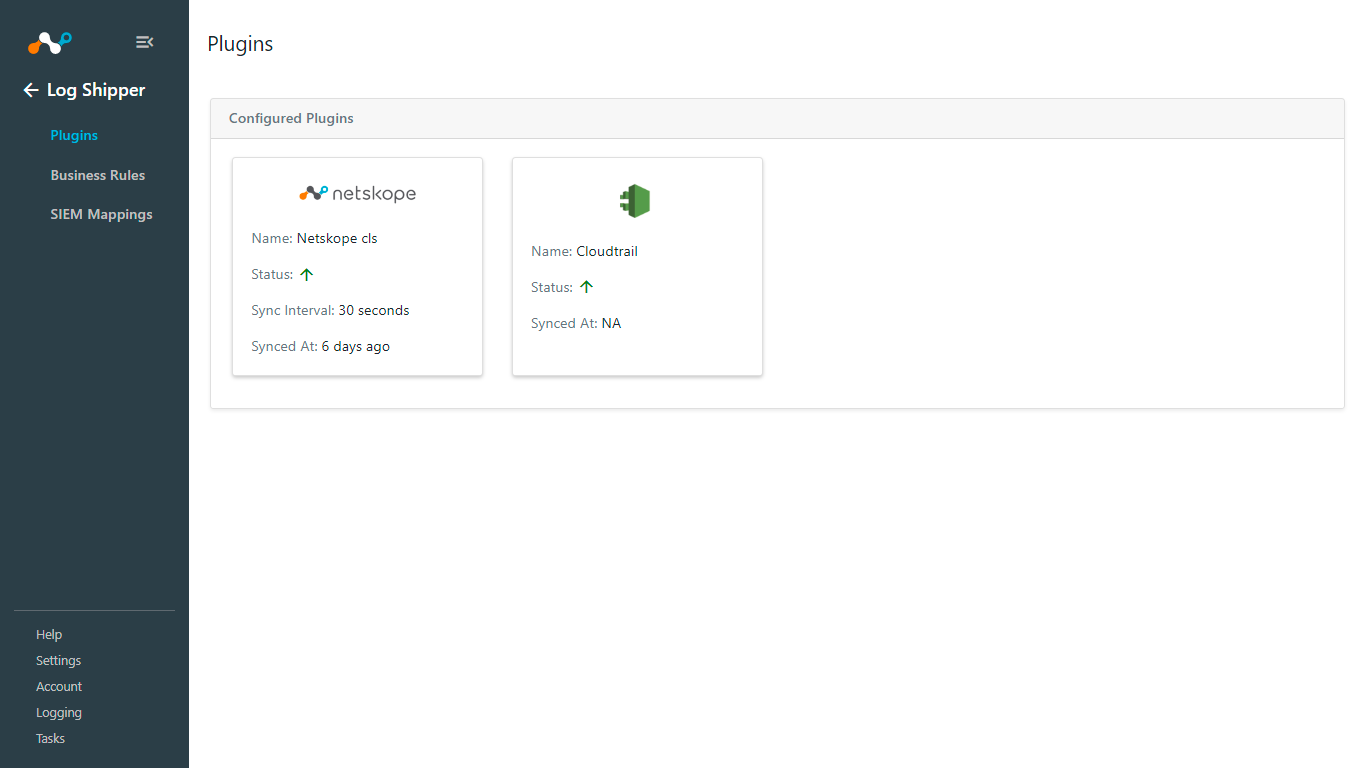 Log Shipper
Plugins
Business Rules
SIEM Mappings
Help
Settings
Account
Logging
Tasks
Plugins
Configured Plugins
netskope
Name: Netskope cls
Status:
Sync Interval: 30 seconds
Synced At: 6 days ago
Name: Cloudtrail
Status:
Synced At: NA